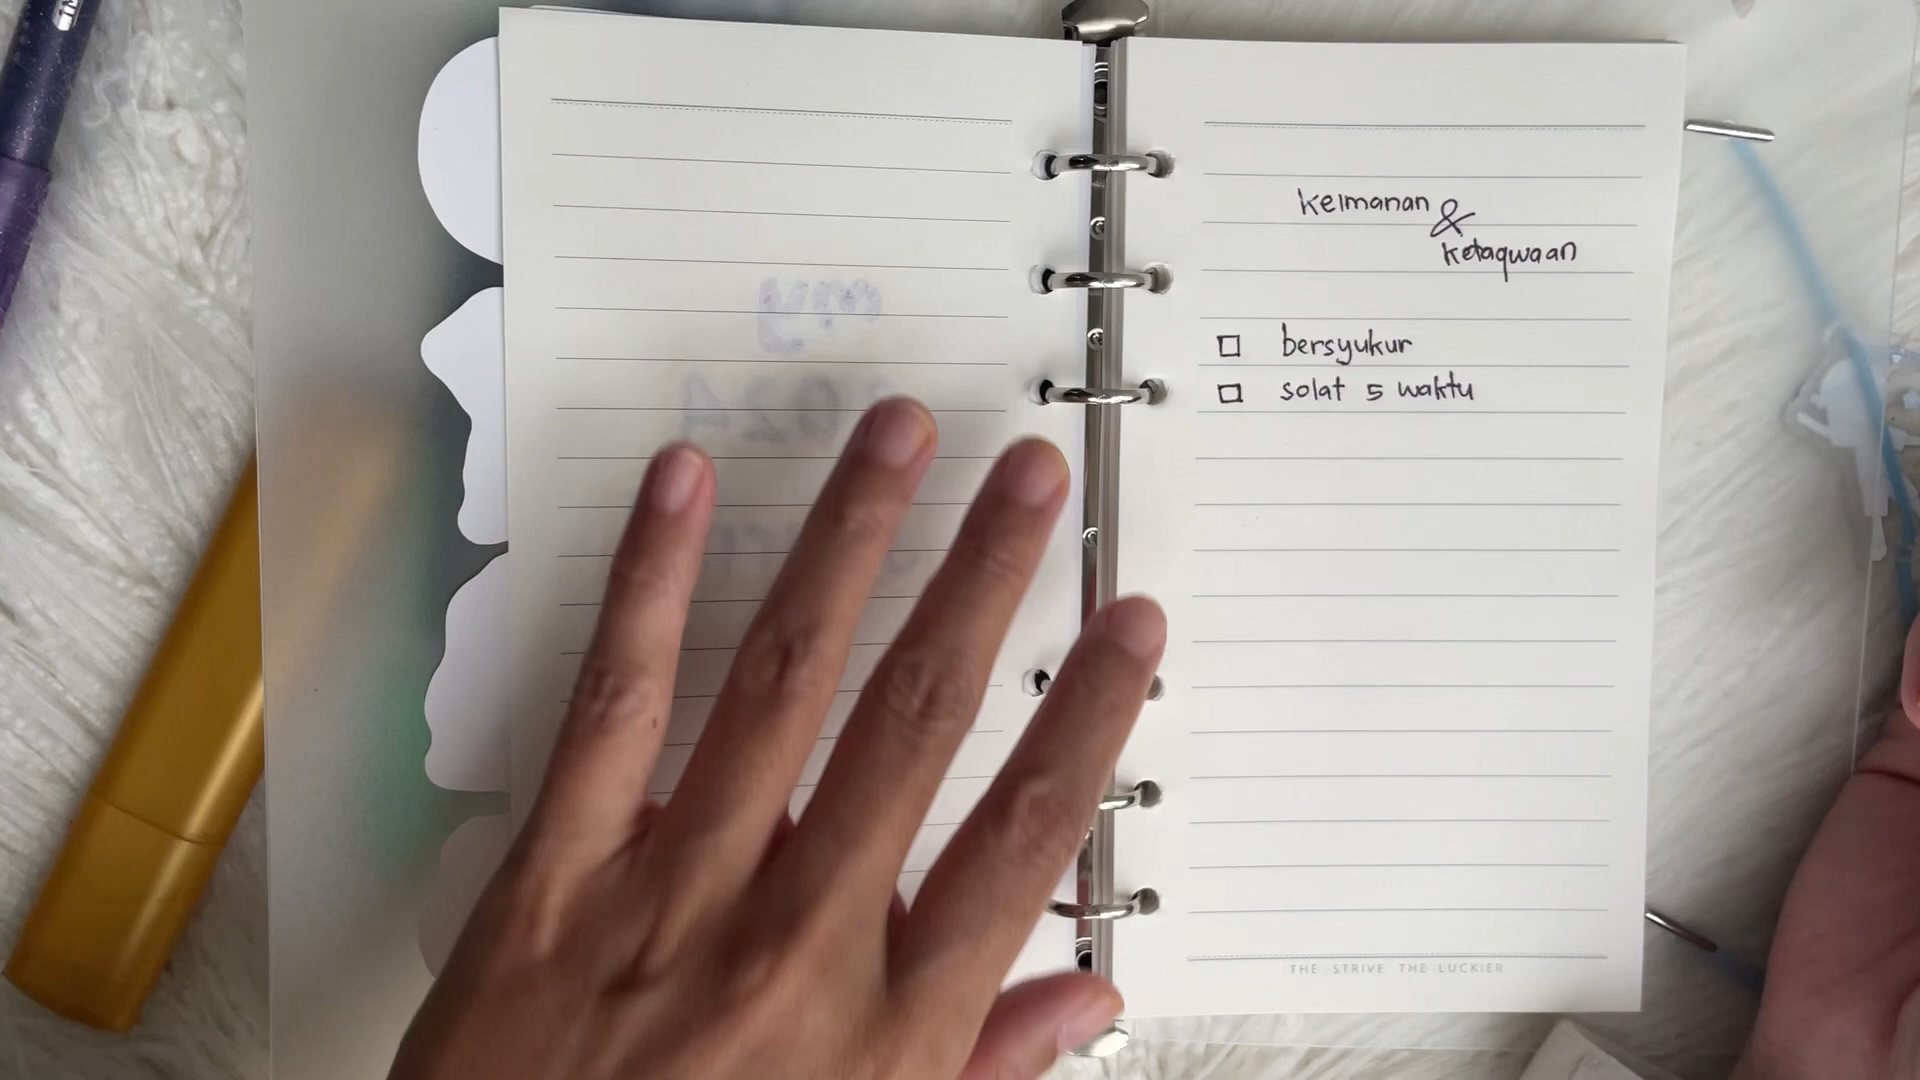 keimanan &
ketaqwaan
bersyukur
solat 5 waktu
THE STRIVE THE LUCKIER